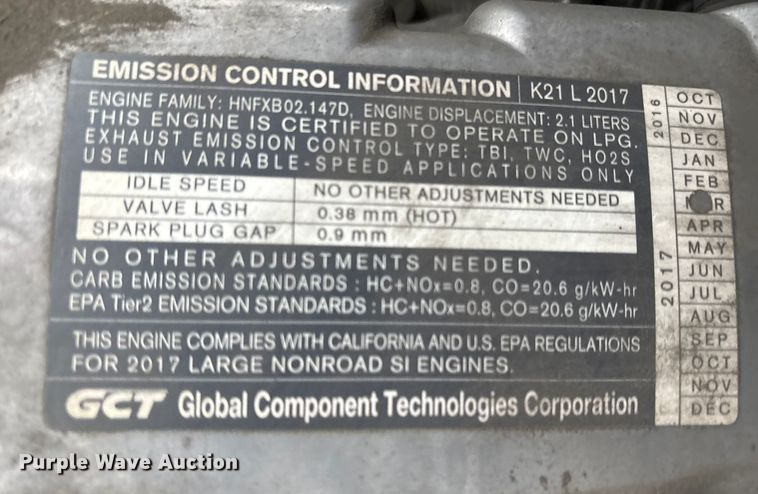 EMISSION CONTROL INFORMATION K21 L 2017
ENGINE FAMILY: HNFXB02.147D, ENGINE DISPLACEMENT: 2.1 LITERS
THIS ENGINE IS CERTIFIED TO OPERATE ON LPG.
EXHAUST EMISSION CONTROL TYPE: TBI, TWC, HO2S
USE IN VARIABLE-SPEED APPLICATIONS ONLY
IDLE SPEED NO OTHER ADJUSTMENTS NEEDED
VALVE LASH 0.38 mm (HOT)
SPARK PLUG GAP 0.9 mm
NO OTHER ADJUSTMENTS NEEDED.
CARB EMISSION STANDARDS : HC+NOx=0.8, CO=20.6 g/kW-hr
EPA Tier2 EMISSION STANDARDS : HC+NOx=0.8, CO=20.6 g/kW-hr
THIS ENGINE COMPLIES WITH CALIFORNIA AND U.S. EPA REGULATIONS
FOR 2017 LARGE NONROAD SI ENGINES.
GCT Global Component Technologies Corporation
2016
OCT
NOV
DEC
2017
JAN
FEB
APR
MAY
JUN
JUL
AUG
SEP
OCT
NOV
DEC
Purple Wave Auction